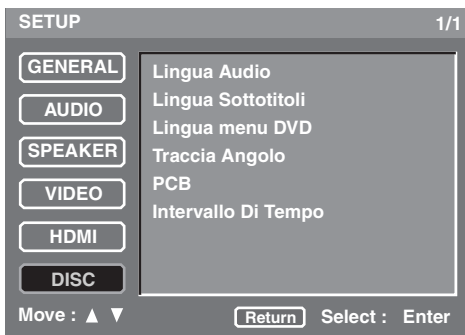 SETUP 1/1
GENERAL
AUDIO
SPEAKER
VIDEO
HDMI
DISC
Lingua Audio
Lingua Sottotitoli
Lingua menu DVD
Traccia Angolo
PCB
Intervallo Di Tempo
Move : ▲ ▼ Return Select : Enter